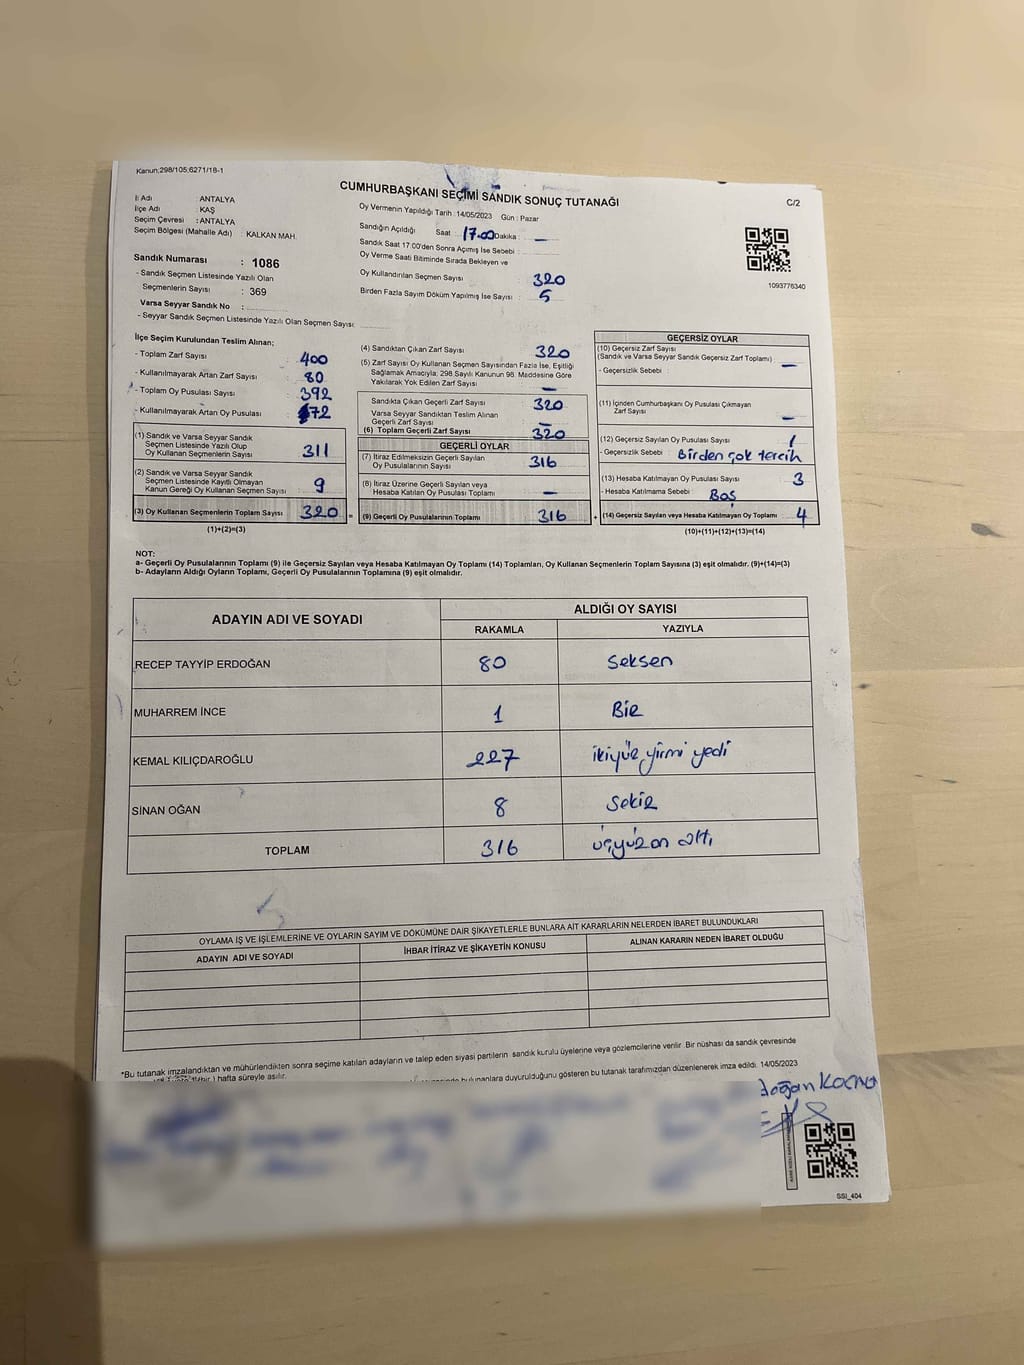 Kanun:298/105;6271/18-1
CUMHURBAŞKANI SEÇİMİ SANDIK SONUÇ TUTANAĞI
C/2
İl Adı ANTALYA
İlçe Adı KAŞ
Seçim Çevresi : ANTALYA
Seçim Bölgesi (Mahalle Adı) : KALKAN MAH.
Oy Vermenin Yapıldığı Tarih :14/05/2023 Gün : Pazar
Sandığın Açıldığı Saat 17.00 Dakika : —
Sandık Saat 17:00'den Sonra Açımış İse Sebebi :
Oy Verme Saati Bitiminde Sırada Bekleyen ve
Oy Kullandırılan Seçmen Sayısı 320
Birden Fazla Sayım Döküm Yapılmış İse Sayısı : 5
1093776340
Sandık Numarası : 1086
- Sandık Seçmen Listesinde Yazılı Olan
Seçmenlerin Sayısı : 369
Varsa Seyyar Sandık No :
- Seyyar Sandık Seçmen Listesinde Yazılı Olan Seçmen Sayısı:
İlçe Seçim Kurulundan Teslim Alınan;
- Toplam Zarf Sayısı 400
- Kullanılmayarak Artan Zarf Sayısı 80
- Toplam Oy Pusulası Sayısı 392
- Kullanılmayarak Artan Oy Pusulası 72
(1) Sandık ve Varsa Seyyar Sandık
Seçmen Listesinde Yazılı Olup
Oy Kullanan Seçmenlerin Sayısı 311
(2) Sandık ve Varsa Seyyar Sandık
Seçmen Listesinde Kayıtlı Olmayan
Kanun Gereği Oy Kullanan Seçmen Sayısı 9
(3) Oy Kullanan Seçmenlerin Toplam Sayısı 320 =
(1)+(2)=(3)
(4) Sandıktan Çıkan Zarf Sayısı 320
(5) Zarf Sayısı Oy Kullanan Seçmen Sayısından Fazla İse, Eşitliği
Sağlamak Amacıyla; 298 Sayılı Kanunun 98. Maddesine Göre
Yakılarak Yok Edilen Zarf Sayısı —
Sandıkta Çıkan Geçerli Zarf Sayısı 320
Varsa Seyyar Sandıktan Teslim Alınan
Geçerli Zarf Sayısı —
(6) Toplam Geçerli Zarf Sayısı 320
GEÇERLİ OYLAR
(7) İtiraz Edilmeksizin Geçerli Sayılan
Oy Pusulalarının Sayısı 316
(8) İtiraz Üzerine Geçerli Sayılan veya
Hesaba Katılan Oy Pusulası Toplamı —
(9) Geçerli Oy Pusulalarının Toplamı 316 +
GEÇERSİZ OYLAR
(10) Geçersiz Zarf Sayısı
(Sandık ve Varsa Seyyar Sandık Geçersiz Zarf Toplamı) —
- Geçersizlik Sebebi :
(11) İçinden Cumhurbaşkanı Oy Pusulası Çıkmayan
Zarf Sayısı —
(12) Geçersiz Sayılan Oy Pusulası Sayısı 1
- Geçersizlik Sebebi : Birden çok tercih
(13) Hesaba Katılmayan Oy Pusulası Sayısı 3
- Hesaba Katılmama Sebebi : Boş
(14) Geçersiz Sayılan veya Hesaba Katılmayan Oy Toplamı 4
(10)+(11)+(12)+(13)=(14)
NOT:
a- Geçerli Oy Pusulalarının Toplamı (9) ile Geçersiz Sayılan veya Hesaba Katılmayan Oy Toplamı (14) Toplamları, Oy Kullanan Seçmenlerin Toplam Sayısına (3) eşit olmalıdır. (9)+(14)=(3)
b- Adayların Aldığı Oyların Toplamı, Geçerli Oy Pusulalarının Toplamına (9) eşit olmalıdır.
ADAYIN ADI VE SOYADI ALDIĞI OY SAYISI
RAKAMLA YAZIYLA
RECEP TAYYİP ERDOĞAN 80 seksen
MUHARREM İNCE 1 Bir
KEMAL KILIÇDAROĞLU 227 ikiyüz yirmi yedi
SİNAN OĞAN 8 sekiz
TOPLAM 316 üçyüz on altı
OYLAMA İŞ VE İŞLEMLERİNE VE OYLARIN SAYIM VE DÖKÜMÜNE DAİR ŞİKAYETLERLE BUNLARA AİT KARARLARIN NELERDEN İBARET BULUNDUKLARI
ADAYIN ADI VE SOYADI İHBAR İTİRAZ VE ŞİKAYETİN KONUSU ALINAN KARARIN NEDEN İBARET OLDUĞU
*Bu tutanak imzalandıktan ve mühürlendikten sonra seçime katılan adayların ve talep eden siyasi partilerin sandık kurulu üyelerine veya gözlemcilerine verilir. Bir nüshası da sandık çevresinde
hafta süreyle asılır. duyurulduğunu gösteren bu tutanak tarafımızdan düzenlenerek imza edildi. 14/05/2023
SSI_404